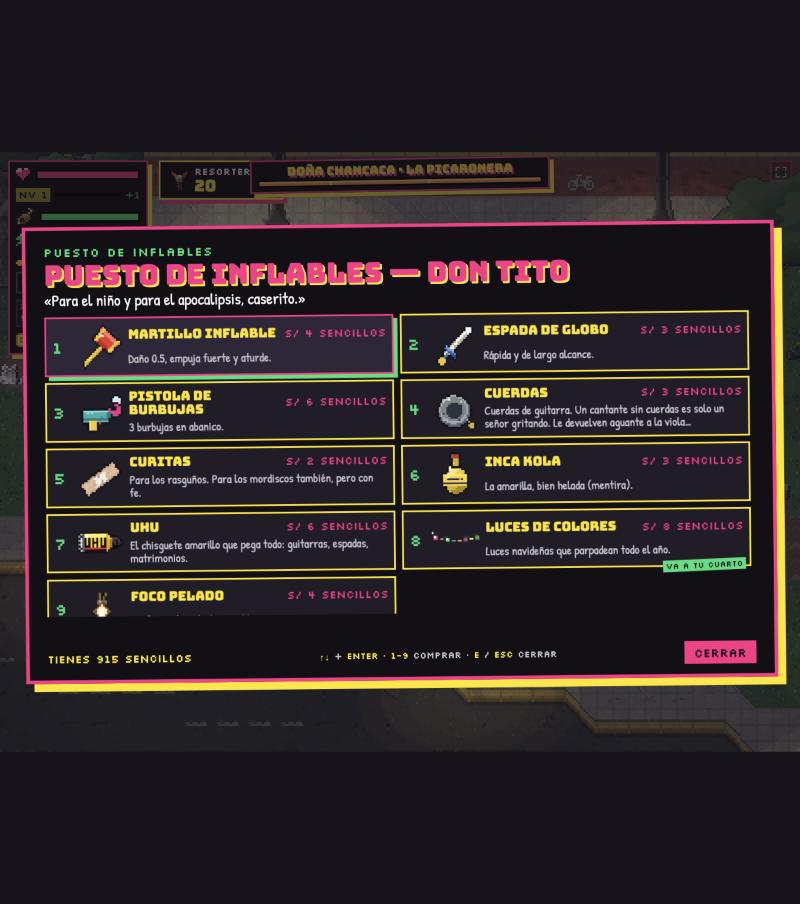 RESORTER
20
DOÑA CHANCACA · LA PICARONERA
NV 1
+1
PUESTO DE INFLABLES
PUESTO DE INFLABLES — DON TITO
«Para el niño y para el apocalipsis, caserito.»
1
MARTILLO INFLABLE S/ 4 SENCILLOS
Daño 0.5, empuja fuerte y aturde.
2
ESPADA DE GLOBO S/ 3 SENCILLOS
Rápida y de largo alcance.
3
PISTOLA DE
BURBUJAS
S/ 6 SENCILLOS
3 burbujas en abanico.
4
CUERDAS S/ 3 SENCILLOS
Cuerdas de guitarra. Un cantante sin cuerdas es solo un
señor gritando. Le devuelven aguante a la viola...
5
CURITAS S/ 2 SENCILLOS
Para los rasguños. Para los mordiscos también, pero con
fe.
6
INCA KOLA S/ 3 SENCILLOS
La amarilla, bien helada (mentira).
7
UHU
UHU S/ 6 SENCILLOS
El chisguete amarillo que pega todo: guitarras, espadas,
matrimonios.
8
LUCES DE COLORES S/ 8 SENCILLOS
Luces navideñas que parpadean todo el año.
VA A TU CUARTO
9
FOCO PELADO S/ 4 SENCILLOS
TIENES 915 SENCILLOS
↑↓ + ENTER · 1-9 COMPRAR · E / ESC CERRAR
CERRAR